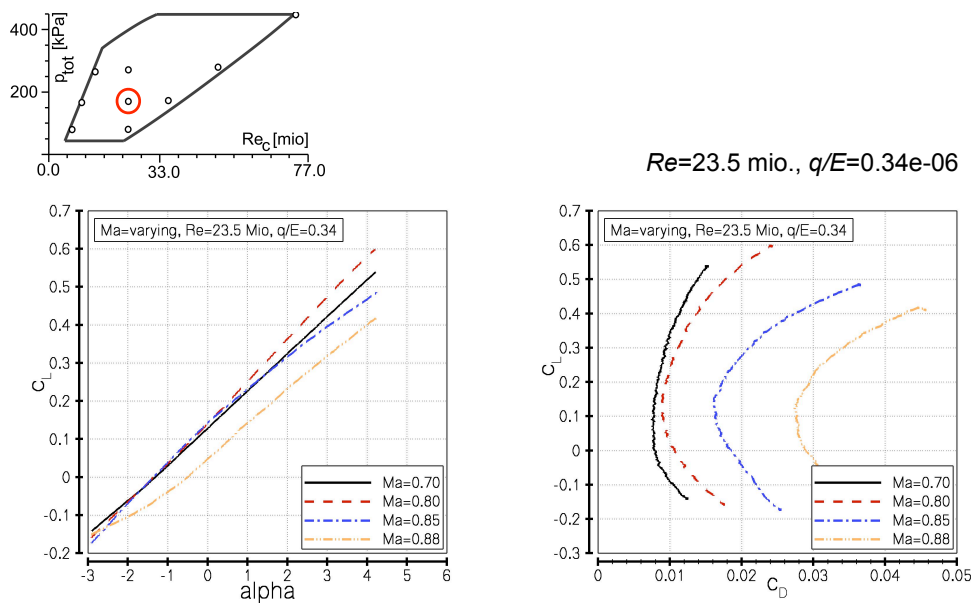 400
200
p_tot [kPa]
Re_c [mio]
0.0
33.0
77.0
Re=23.5 mio., q/E=0.34e-06
Ma=varying, Re=23.5 Mio, q/E=0.34
0.7
0.6
0.5
0.4
0.3
0.2
0.1
0
-0.1
-0.2
C_L
Ma=0.70
Ma=0.80
Ma=0.85
Ma=0.88
-3 -2 -1 0 1 2 3 4 5 6
alpha
Ma=varying, Re=23.5 Mio, q/E=0.34
0.7
0.6
0.5
0.4
0.3
0.2
0.1
0
-0.1
-0.2
-0.3
C_L
Ma=0.70
Ma=0.80
Ma=0.85
Ma=0.88
0 0.01 0.02 0.03 0.04 0.05
C_D